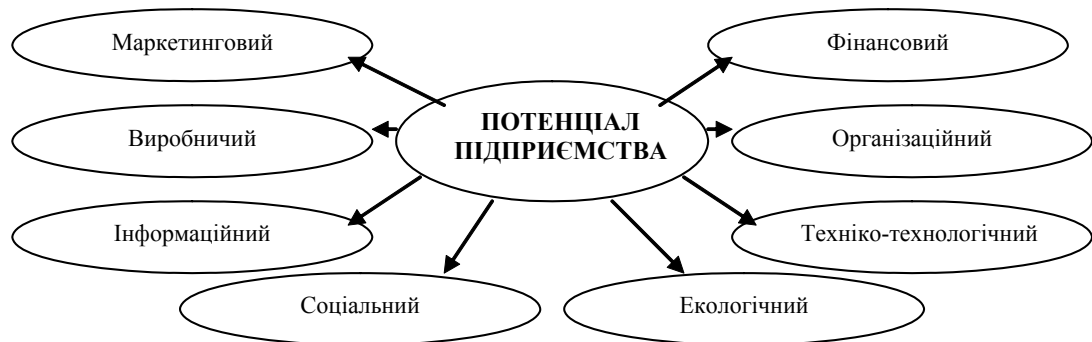 Маркетинговий
Фінансовий
ПОТЕНЦІАЛ
ПІДПРИЄМСТВА
Виробничий
Організаційний
Інформаційний
Техніко-технологічний
Соціальний
Екологічний